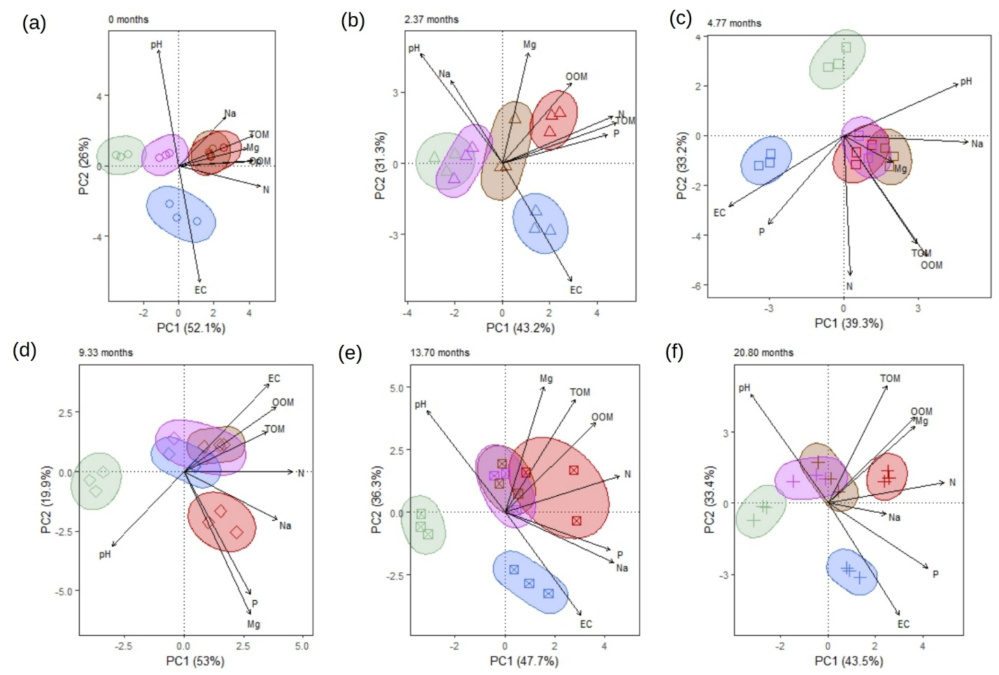 (a)
0 months
pH
Na
TOM
Mg
OOM
N
EC
4
0
-4
PC2 (26%)
-2
0
2
4
PC1 (52.1%)
(b)
2.37 months
pH
Mg
Na
OOM
N
TOM
P
EC
3
0
-3
PC2 (31.3%)
-4
-2
0
2
4
PC1 (43.2%)
(c)
4.77 months
pH
Na
Mg
EC
P
TOM
OOM
N
4
2
0
-2
-4
-6
PC2 (33.2%)
-3
0
3
PC1 (39.3%)
(d)
9.33 months
EC
OOM
TOM
N
Na
pH
P
Mg
2.5
0.0
-2.5
-5.0
PC2 (19.9%)
-2.5
0.0
2.5
5.0
PC1 (53%)
(e)
13.70 months
Mg
TOM
pH
OOM
N
P
Na
EC
5.0
2.5
0.0
-2.5
PC2 (36.3%)
-2
0
2
4
PC1 (47.7%)
(f)
20.80 months
TOM
pH
OOM
Mg
N
Na
P
EC
3
0
-3
PC2 (33.4%)
-2
0
2
4
PC1 (43.5%)